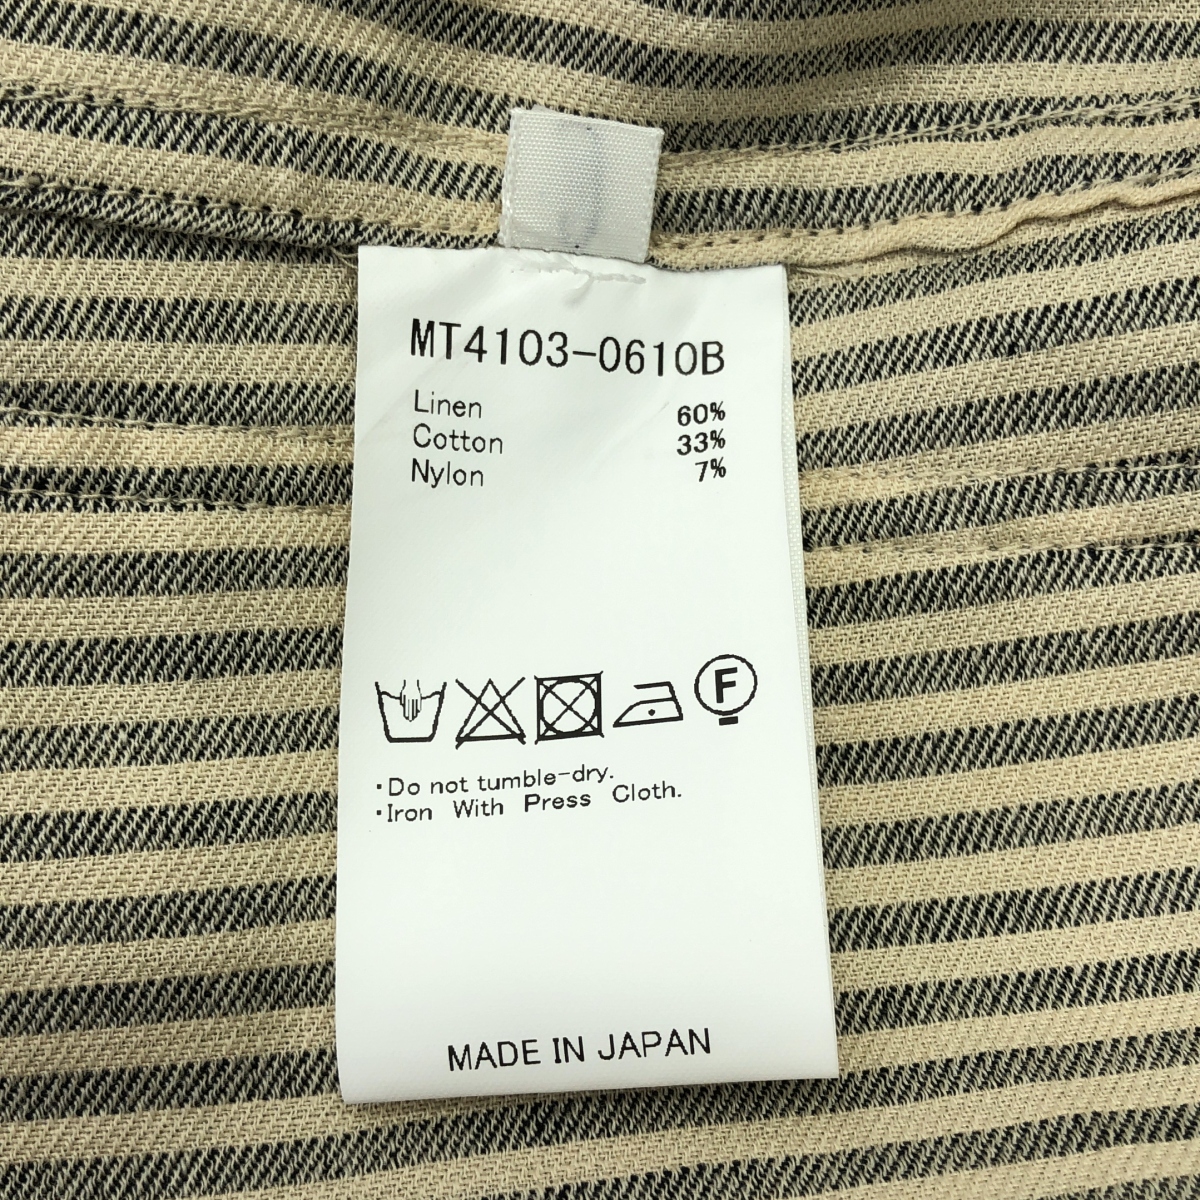 MT4103-0610B
Linen 60%
Cotton 33%
Nylon 7%
F
・Do not tumble-dry.
・Iron With Press Cloth.
MADE IN JAPAN